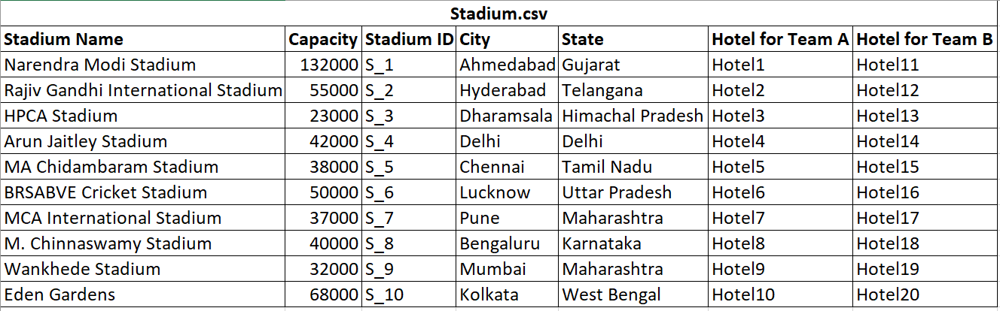 Stadium.csv
Stadium Name Capacity Stadium ID City State Hotel for Team A Hotel for Team B
Narendra Modi Stadium 132000 S_1 Ahmedabad Gujarat Hotel1 Hotel11
Rajiv Gandhi International Stadium 55000 S_2 Hyderabad Telangana Hotel2 Hotel12
HPCA Stadium 23000 S_3 Dharamsala Himachal Pradesh Hotel3 Hotel13
Arun Jaitley Stadium 42000 S_4 Delhi Delhi Hotel4 Hotel14
MA Chidambaram Stadium 38000 S_5 Chennai Tamil Nadu Hotel5 Hotel15
BRSABVE Cricket Stadium 50000 S_6 Lucknow Uttar Pradesh Hotel6 Hotel16
MCA International Stadium 37000 S_7 Pune Maharashtra Hotel7 Hotel17
M. Chinnaswamy Stadium 40000 S_8 Bengaluru Karnataka Hotel8 Hotel18
Wankhede Stadium 32000 S_9 Mumbai Maharashtra Hotel9 Hotel19
Eden Gardens 68000 S_10 Kolkata West Bengal Hotel10 Hotel20